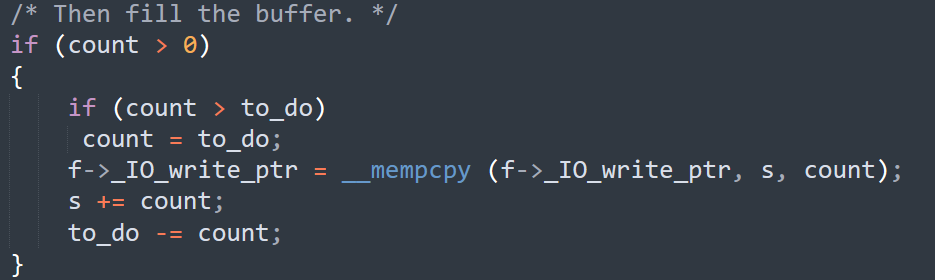 /* Then fill the buffer. */
if (count > 0)
{
if (count > to_do)
count = to_do;
f->_IO_write_ptr = __mempcpy (f->_IO_write_ptr, s, count);
s += count;
to_do -= count;
}